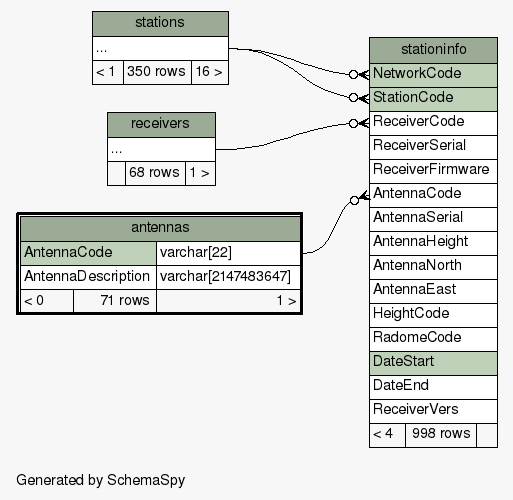 stations
...
< 1 350 rows 16 >
receivers
...
68 rows 1 >
antennas
AntennaCode varchar[22]
AntennaDescription varchar[2147483647]
< 0 71 rows 1 >
stationinfo
NetworkCode
StationCode
ReceiverCode
ReceiverSerial
ReceiverFirmware
AntennaCode
AntennaSerial
AntennaHeight
AntennaNorth
AntennaEast
HeightCode
RadomeCode
DateStart
DateEnd
ReceiverVers
< 4 998 rows
Generated by SchemaSpy